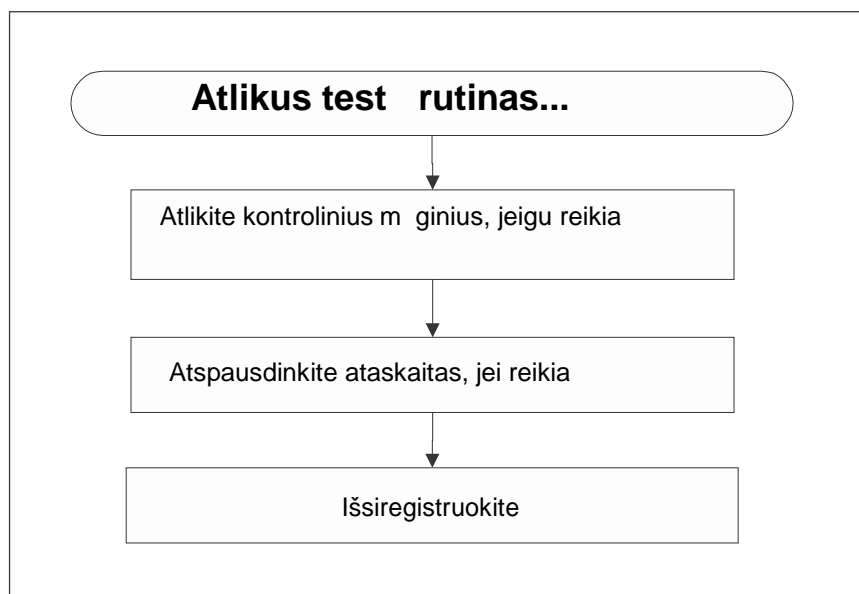 Atlikus test rutinas...
Atlikite kontrolinius m ginius, jeigu reikia
Atspausdinkite ataskaitas, jei reikia
Išsiregistruokite